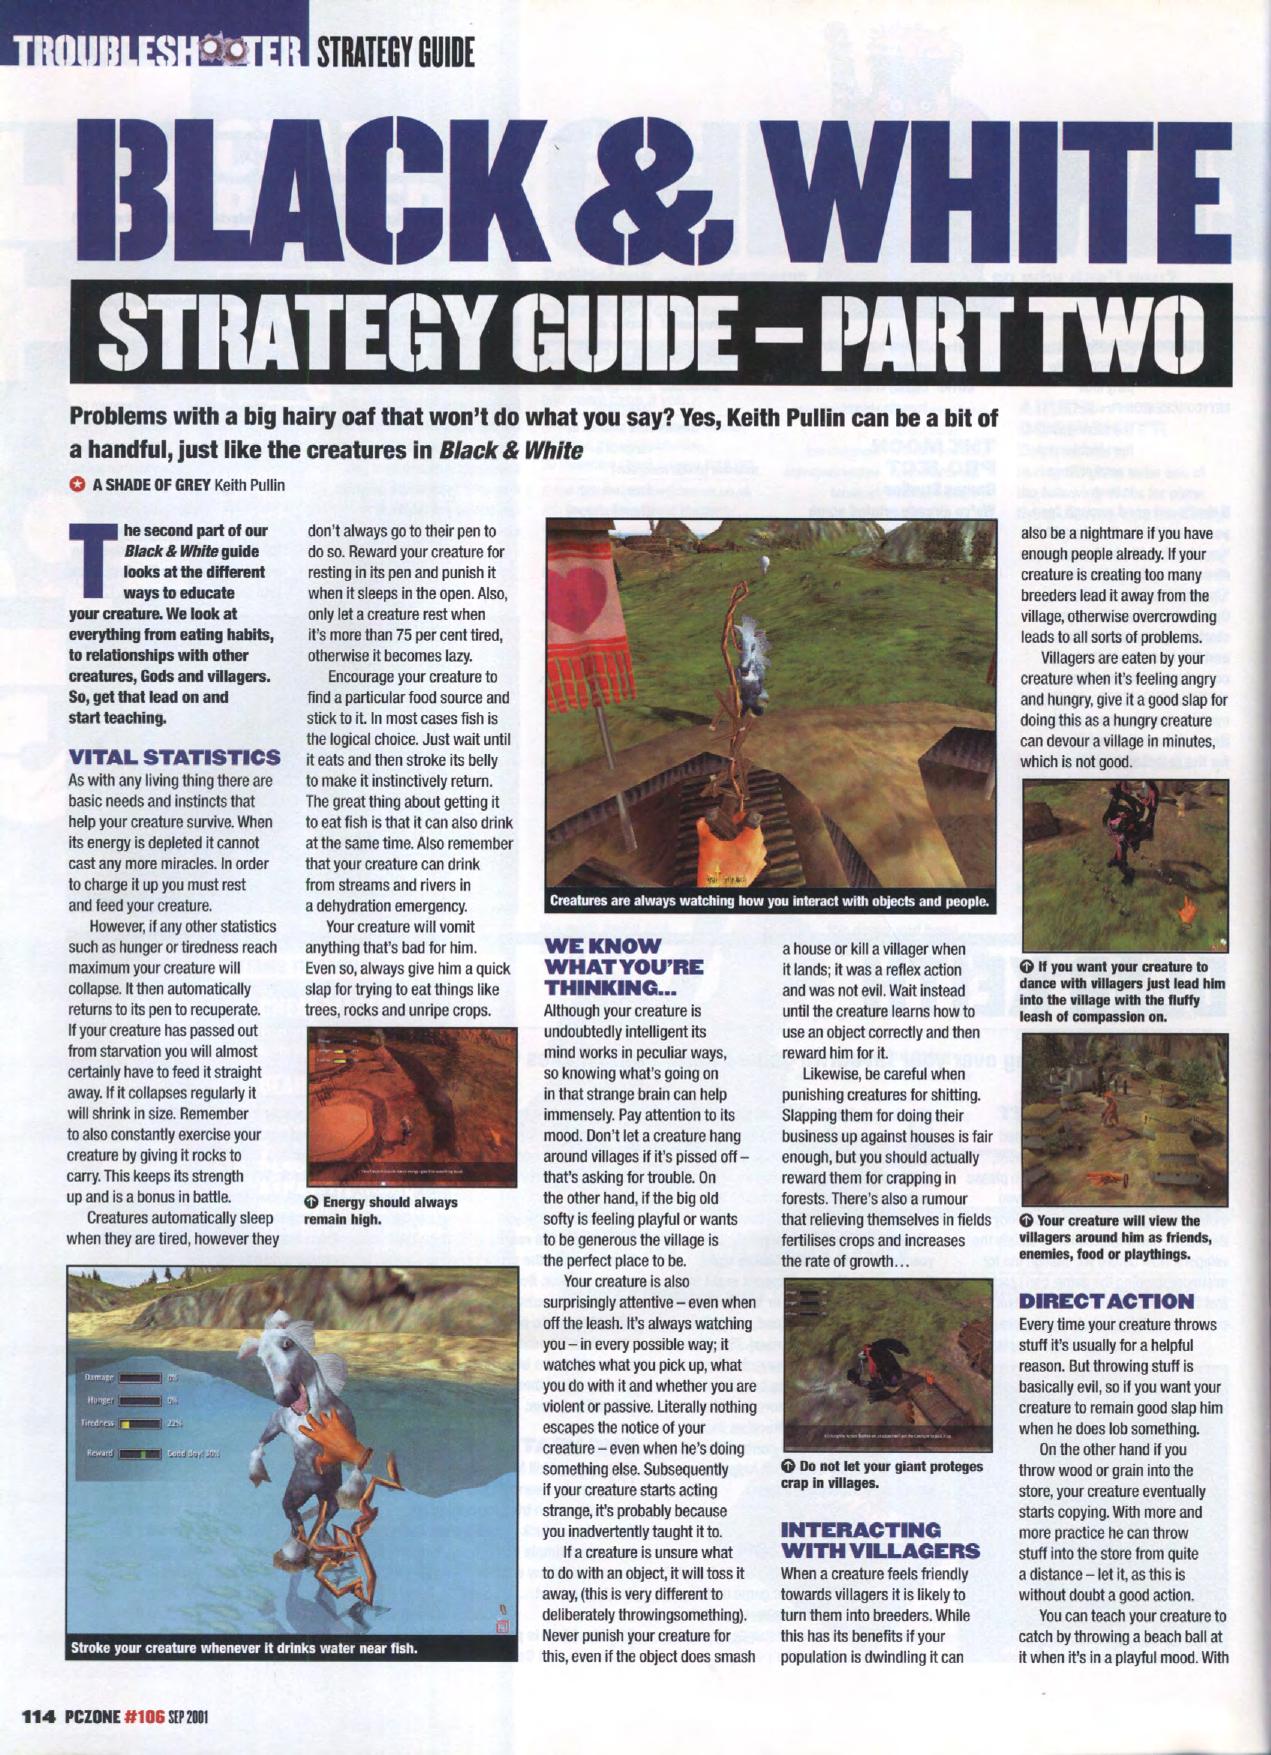 TROUBLESHOOTER STRATEGY GUIDE
BLACK & WHITE
STRATEGY GUIDE – PART TWO
Problems with a big hairy oaf that won't do what you say? Yes, Keith Pullin can be a bit of
a handful, just like the creatures in Black & White
A SHADE OF GREY Keith Pullin
The second part of our
Black & White guide
looks at the different
ways to educate
your creature. We look at
everything from eating habits,
to relationships with other
creatures, Gods and villagers.
So, get that lead on and
start teaching.
VITAL STATISTICS
As with any living thing there are
basic needs and instincts that
help your creature survive. When
its energy is depleted it cannot
cast any more miracles. In order
to charge it up you must rest
and feed your creature.
However, if any other statistics
such as hunger or tiredness reach
maximum your creature will
collapse. It then automatically
returns to its pen to recuperate.
If your creature has passed out
from starvation you will almost
certainly have to feed it straight
away. If it collapses regularly it
will shrink in size. Remember
to also constantly exercise your
creature by giving it rocks to
carry. This keeps its strength
up and is a bonus in battle.
Creatures automatically sleep
when they are tired, however they
don't always go to their pen to
do so. Reward your creature for
resting in its pen and punish it
when it sleeps in the open. Also,
only let a creature rest when
it's more than 75 per cent tired,
otherwise it becomes lazy.
Encourage your creature to
find a particular food source and
stick to it. In most cases fish is
the logical choice. Just wait until
it eats and then stroke its belly
to make it instinctively return.
The great thing about getting it
to eat fish is that it can also drink
at the same time. Also remember
that your creature can drink
from streams and rivers in
a dehydration emergency.
Your creature will vomit
anything that's bad for him.
Even so, always give him a quick
slap for trying to eat things like
trees, rocks and unripe crops.
Energy should always
remain high.
Damage 0%
Hunger 0%
Tiredness 22%
Reward Good Boy! 30%
Stroke your creature whenever it drinks water near fish.
Creatures are always watching how you interact with objects and people.
WE KNOW
WHAT YOU'RE
THINKING...
Although your creature is
undoubtedly intelligent its
mind works in peculiar ways,
so knowing what's going on
in that strange brain can help
immensely. Pay attention to its
mood. Don't let a creature hang
around villages if it's pissed off –
that's asking for trouble. On
the other hand, if the big old
softy is feeling playful or wants
to be generous the village is
the perfect place to be.
Your creature is also
surprisingly attentive – even when
off the leash. It's always watching
you – in every possible way; it
watches what you pick up, what
you do with it and whether you are
violent or passive. Literally nothing
escapes the notice of your
creature – even when he's doing
something else. Subsequently
if your creature starts acting
strange, it's probably because
you inadvertently taught it to.
If a creature is unsure what
to do with an object, it will toss it
away, (this is very different to
deliberately throwingsomething).
Never punish your creature for
this, even if the object does smash
a house or kill a villager when
it lands; it was a reflex action
and was not evil. Wait instead
until the creature learns how to
use an object correctly and then
reward him for it.
Likewise, be careful when
punishing creatures for shitting.
Slapping them for doing their
business up against houses is fair
enough, but you should actually
reward them for crapping in
forests. There's also a rumour
that relieving themselves in fields
fertilises crops and increases
the rate of growth...
Do not let your giant proteges
crap in villages.
INTERACTING
WITH VILLAGERS
When a creature feels friendly
towards villagers it is likely to
turn them into breeders. While
this has its benefits if your
population is dwindling it can
also be a nightmare if you have
enough people already. If your
creature is creating too many
breeders lead it away from the
village, otherwise overcrowding
leads to all sorts of problems.
Villagers are eaten by your
creature when it's feeling angry
and hungry, give it a good slap for
doing this as a hungry creature
can devour a village in minutes,
which is not good.
If you want your creature to
dance with villagers just lead him
into the village with the fluffy
leash of compassion on.
Your creature will view the
villagers around him as friends,
enemies, food or playthings.
DIRECT ACTION
Every time your creature throws
stuff it's usually for a helpful
reason. But throwing stuff is
basically evil, so if you want your
creature to remain good slap him
when he does lob something.
On the other hand if you
throw wood or grain into the
store, your creature eventually
starts copying. With more and
more practice he can throw
stuff into the store from quite
a distance – let it, as this is
without doubt a good action.
You can teach your creature to
catch by throwing a beach ball at
it when it's in a playful mood. With
114 PCZONE #106 SEP 2001